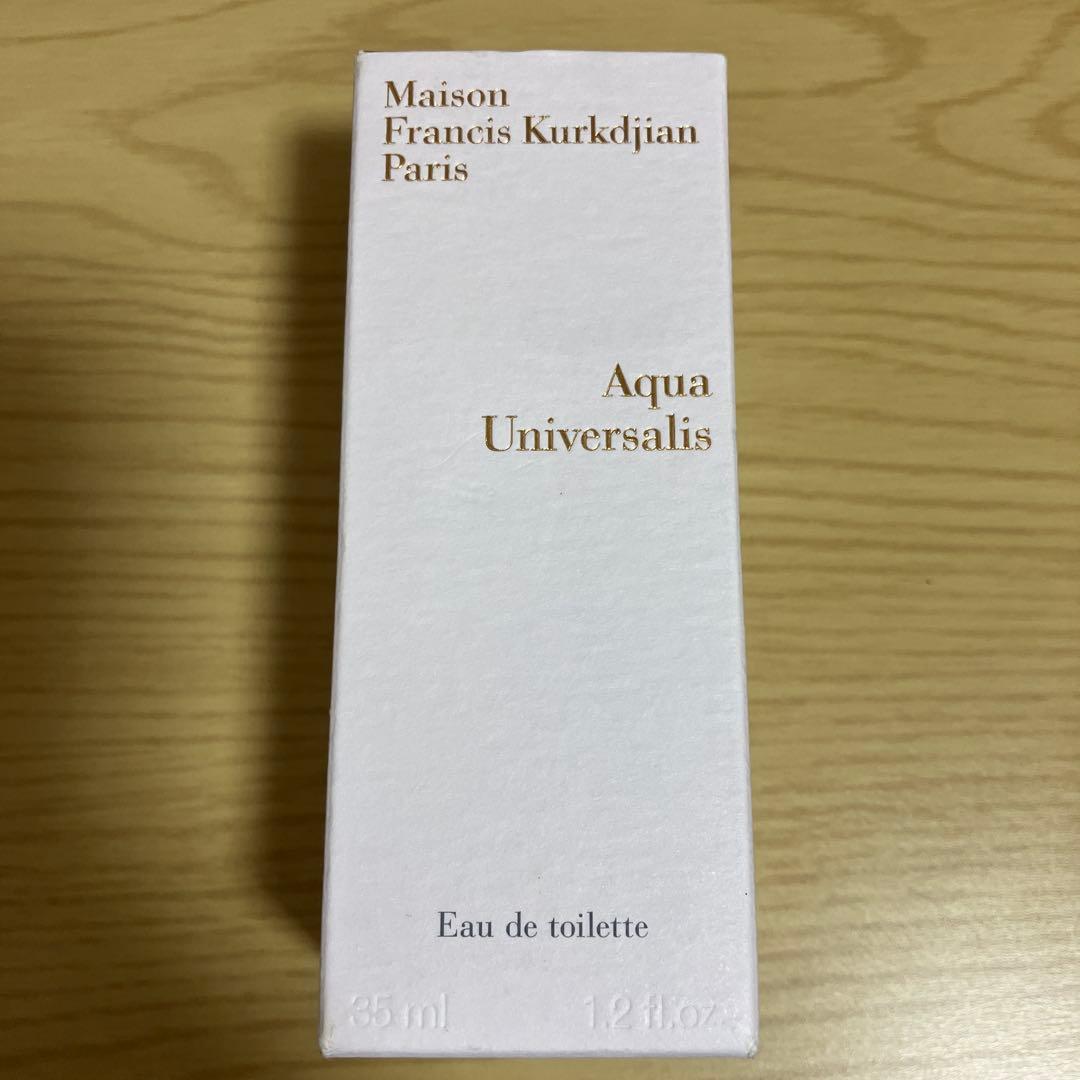 Maison
Francis Kurkdjian
Paris
Aqua
Universalis
Eau de toilette
35 ml 1.2 fl.oz